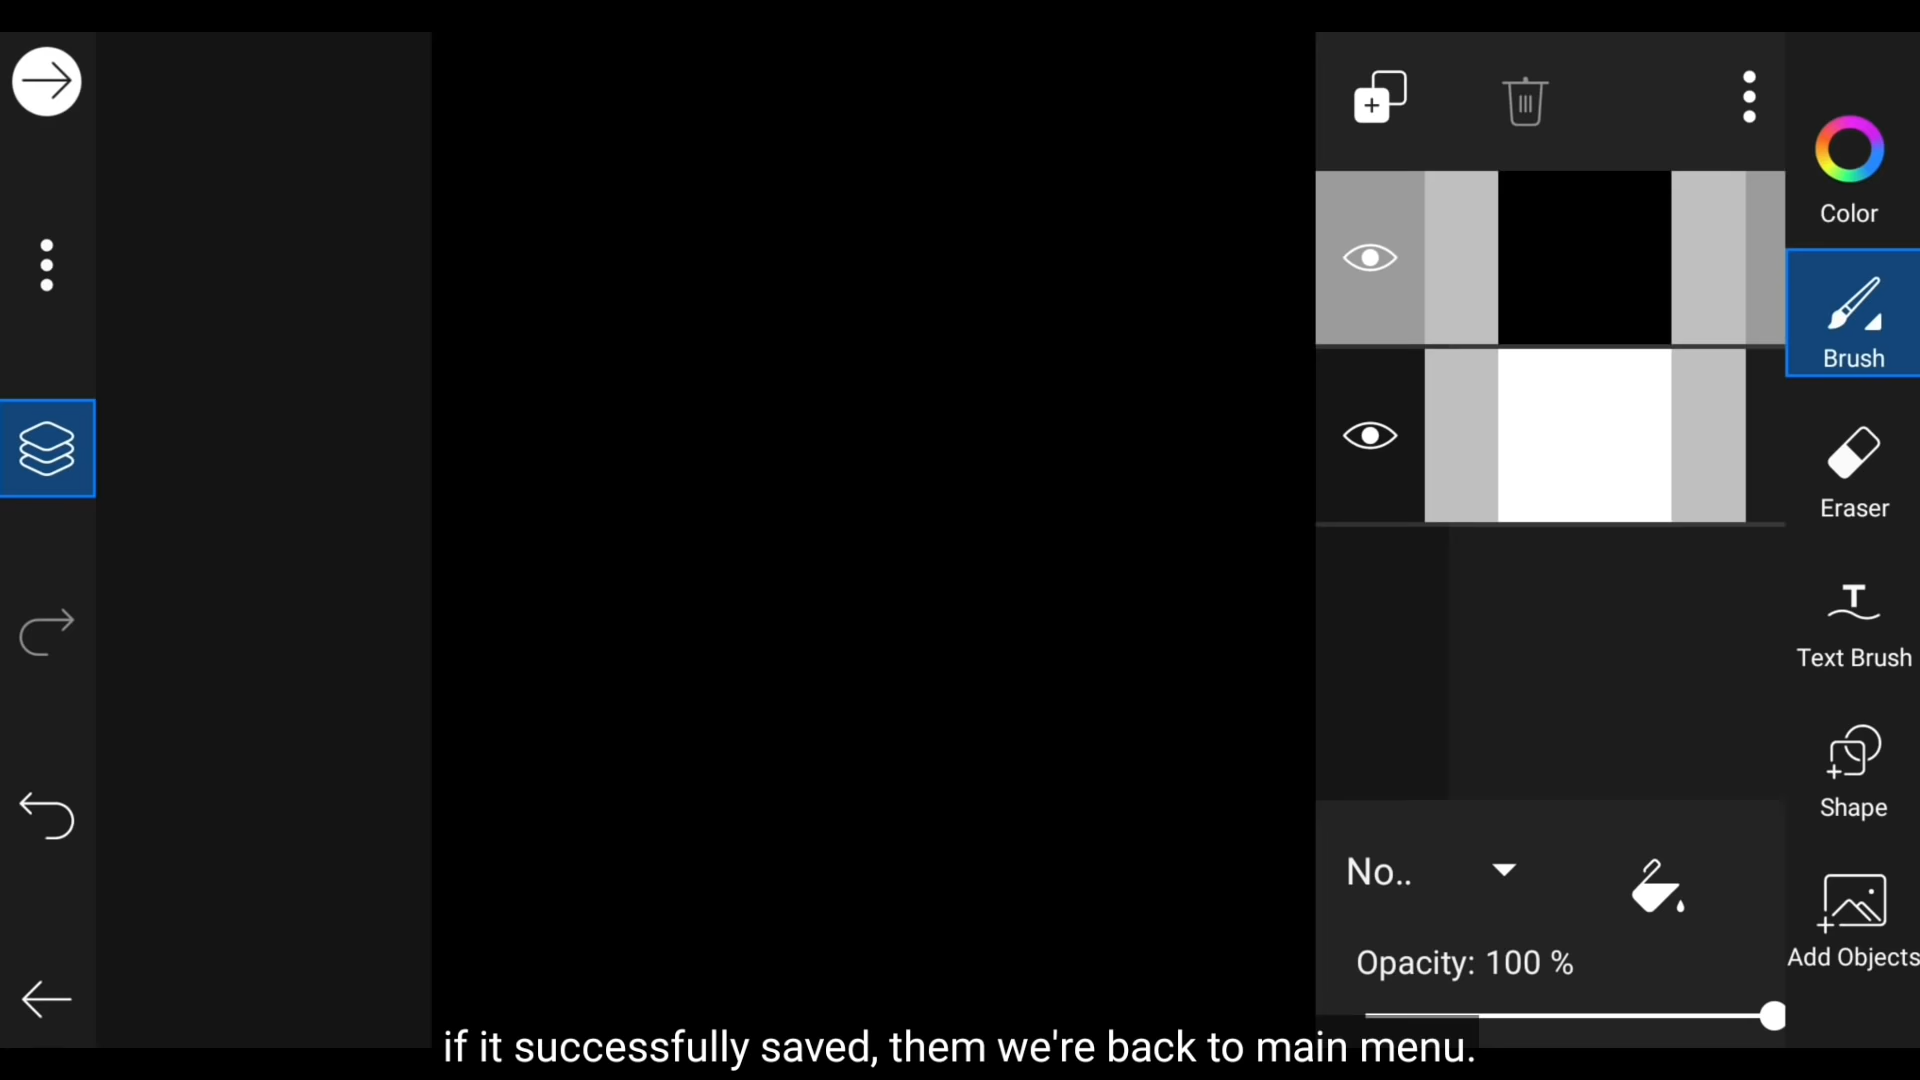 Color
Brush
Eraser
Text Brush
Shape
Add Objects
No..
Opacity: 100 %
if it successfully saved, them we're back to main menu.